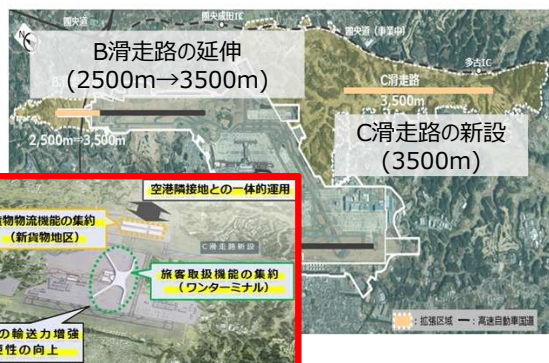 圏央道
圏央成田IC
圏央道（事業中）
多古IC
B滑走路の延伸
(2500m→3500m)
C滑走路
3,500m
2,500m⇒3,500m
C滑走路の新設
(3500m)
空港隣接地との一体的運用
物流機能の集約
（新貨物地区）
C滑走路新設
旅客取扱機能の集約
（ワンターミナル）
の輸送力増強
性の向上
：拡張区域 ：高速自動車国道